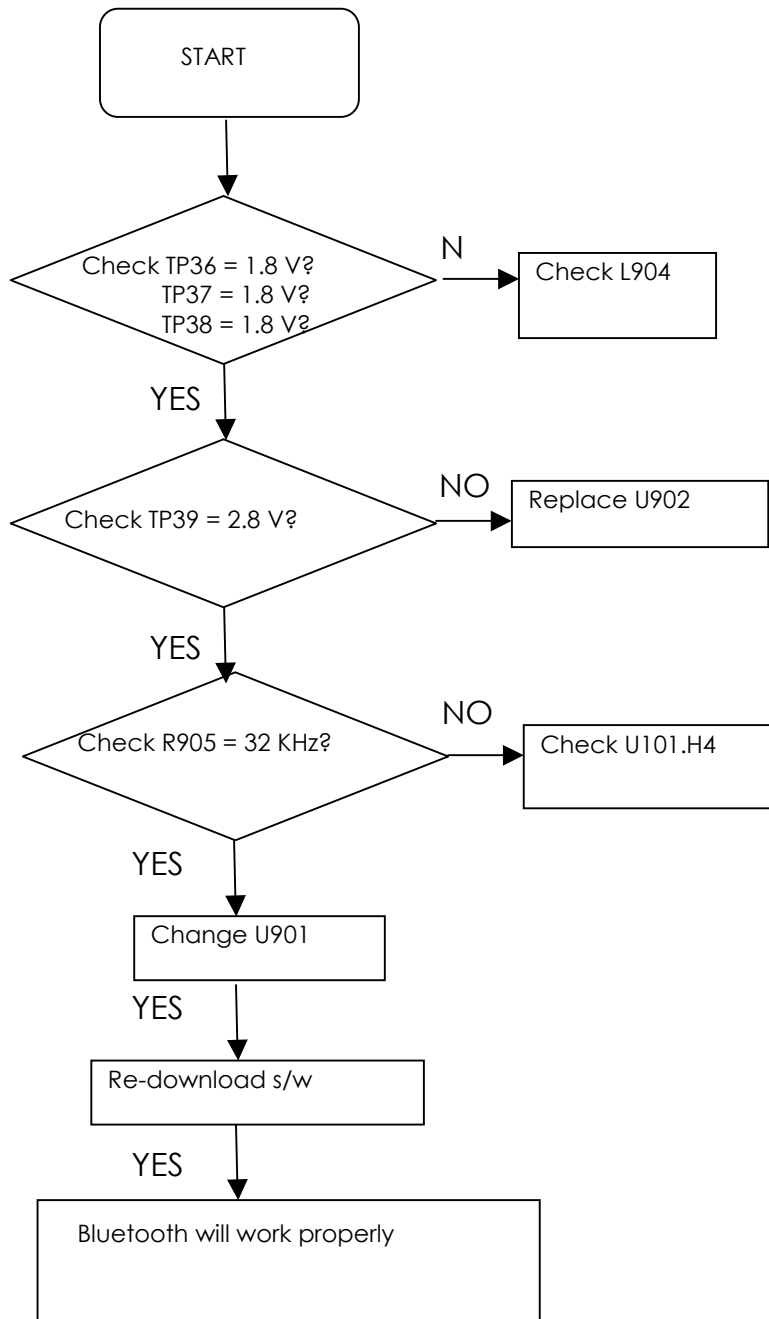 START
Check TP36 = 1.8 V?
TP37 = 1.8 V?
TP38 = 1.8 V?
N
Check L904
YES
Check TP39 = 2.8 V?
NO
Replace U902
YES
Check R905 = 32 KHz?
NO
Check U101.H4
YES
Change U901
YES
Re-download s/w
YES
Bluetooth will work properly